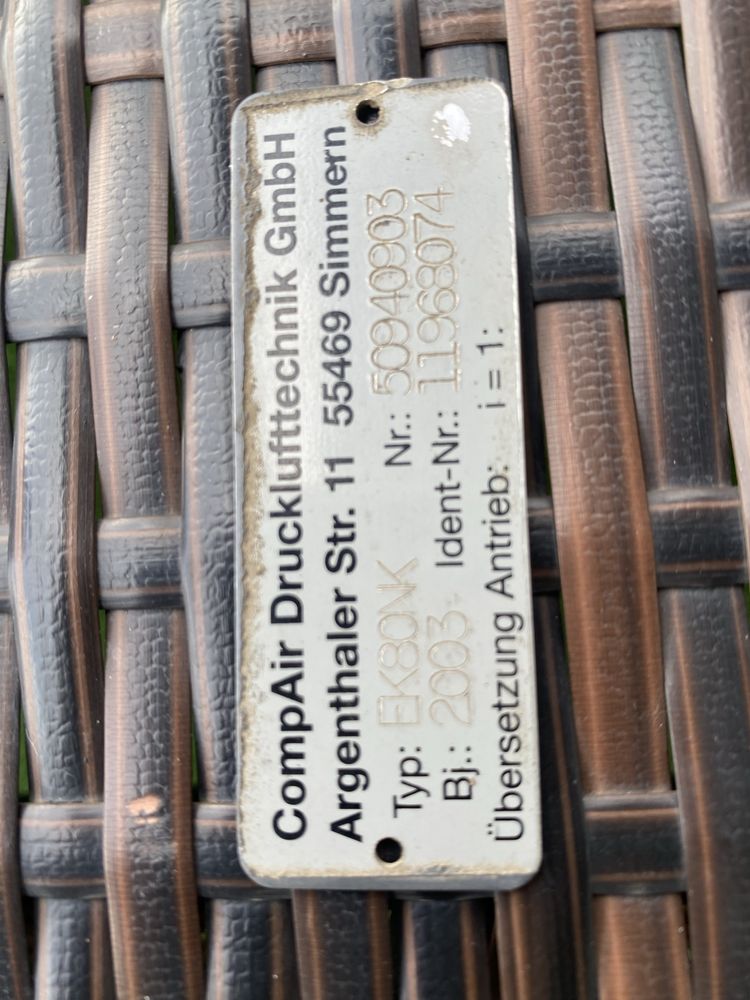 CompAir Drucklufttechnik GmbH
Argenthaler Str. 11 55469 Simmern
Typ: EK80NK Nr.: 50940903
Bj.: 2003 Ident-Nr.: 11968074
Übersetzung Antrieb: i = 1: